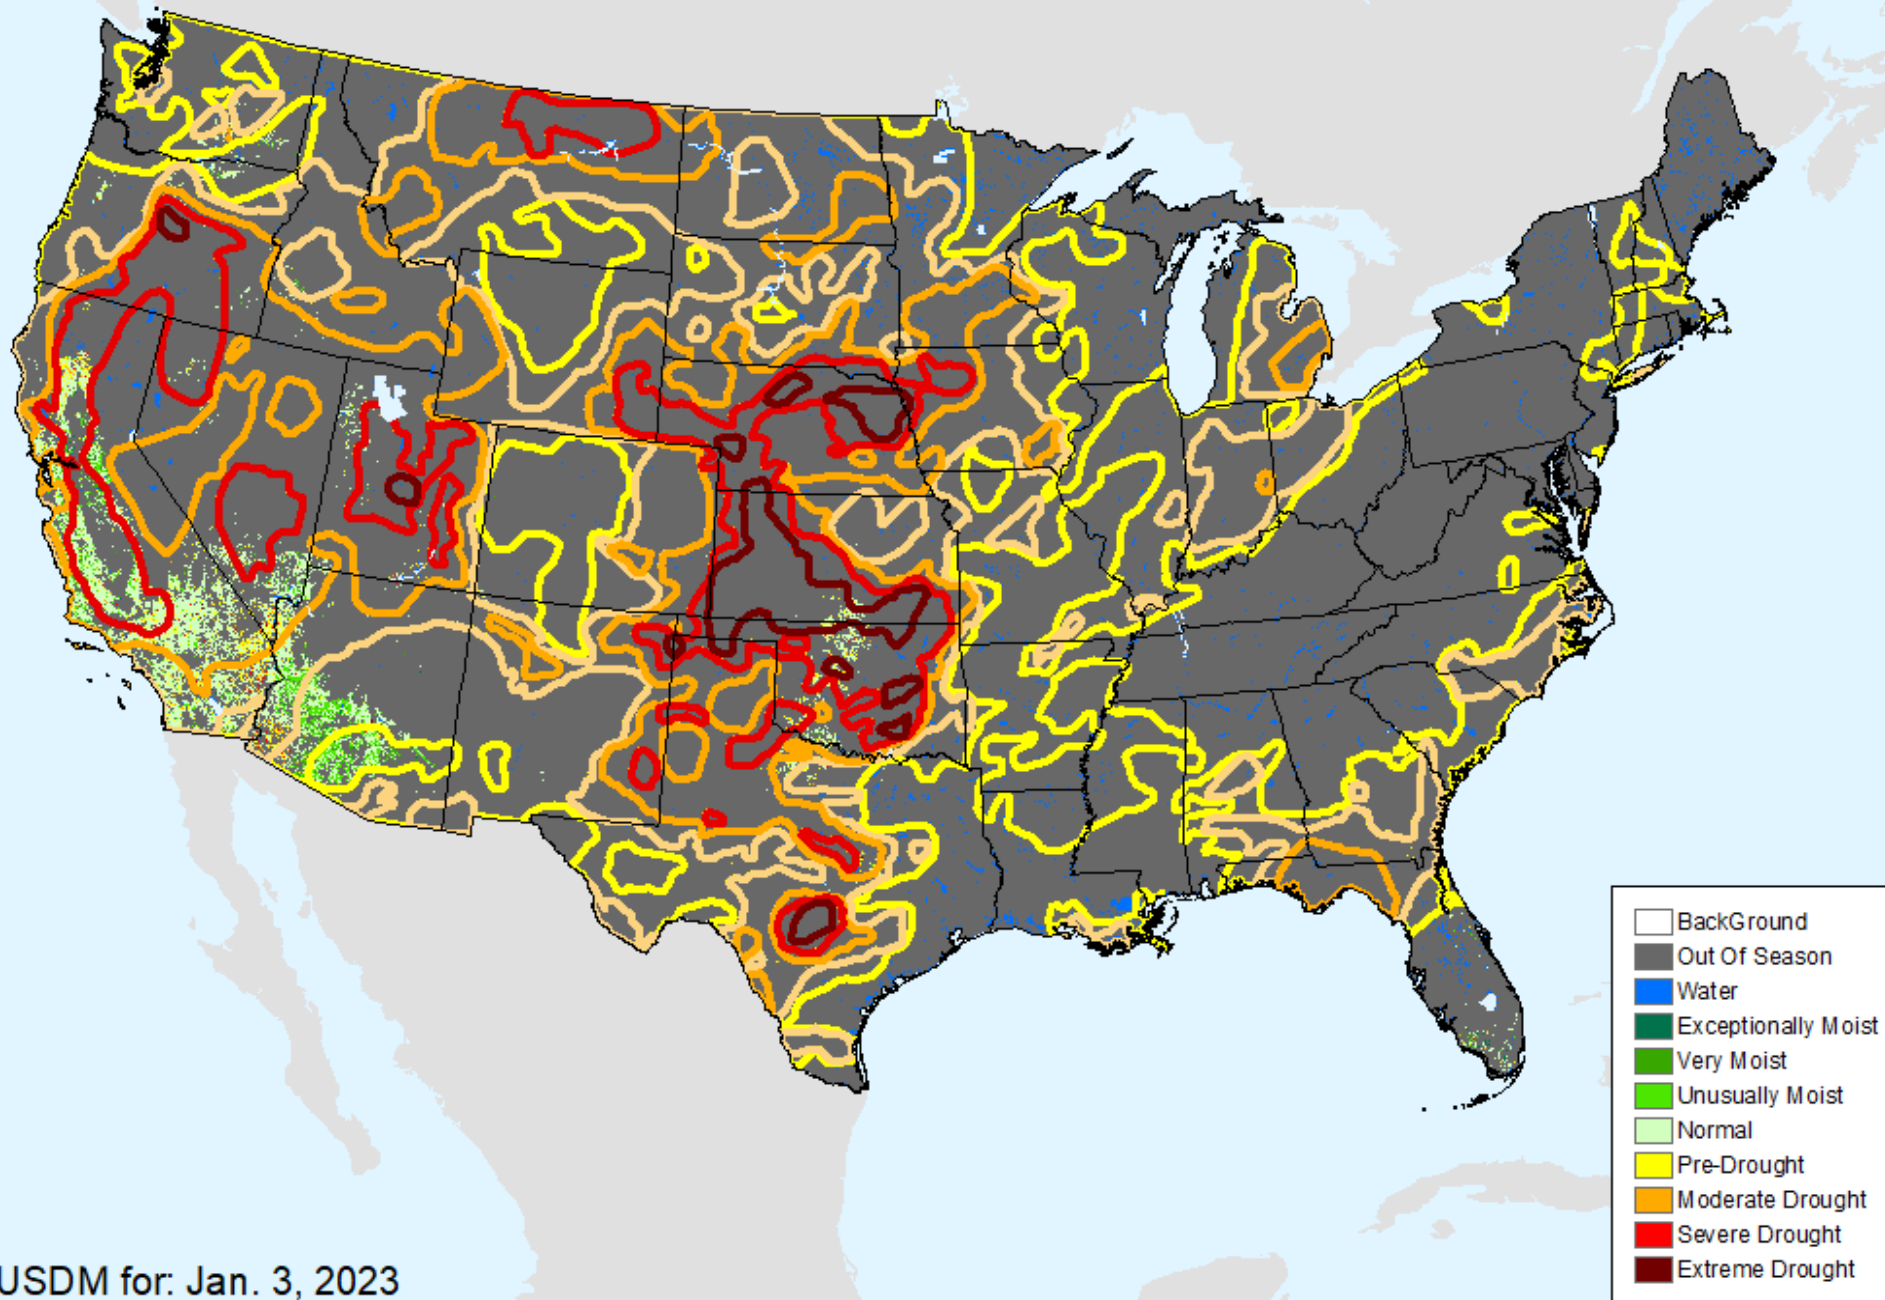 BackGround
Out Of Season
Water
Exceptionally Moist
Very Moist
Unusually Moist
Normal
Pre-Drought
Moderate Drought
Severe Drought
Extreme Drought
USDM for: Jan. 3, 2023